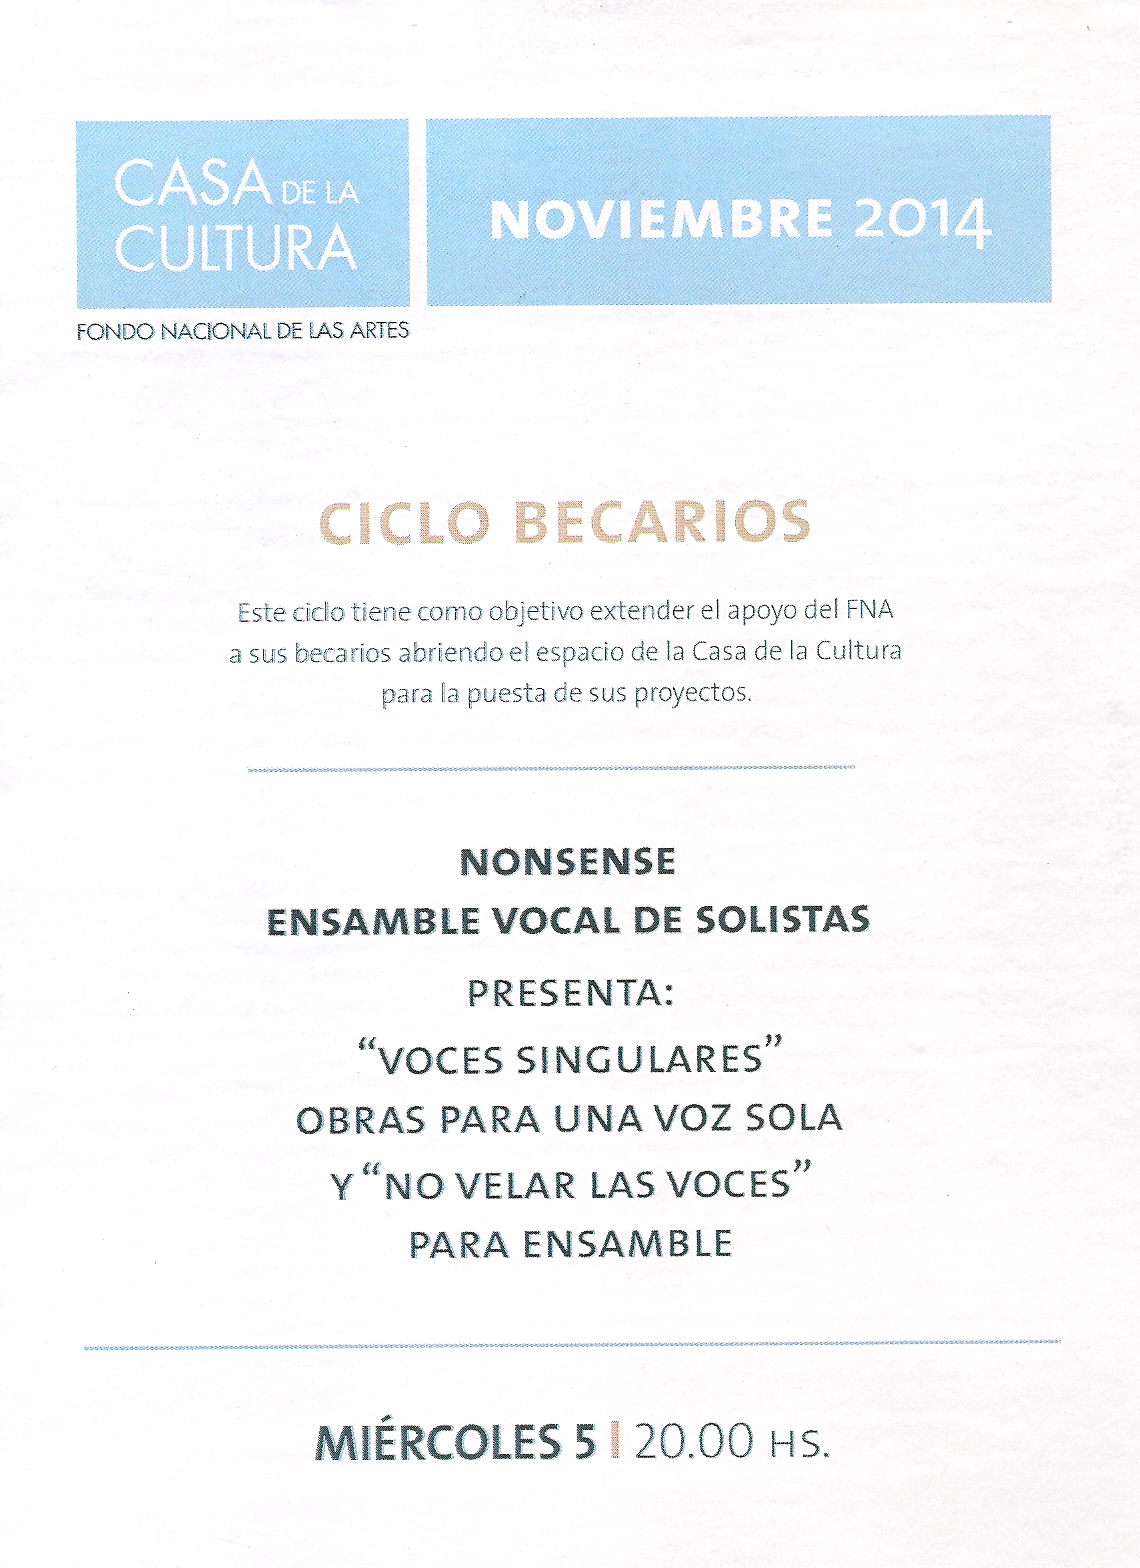 CASA DE LA
CULTURA
NOVIEMBRE 2014
FONDO NACIONAL DE LAS ARTES
CICLO BECARIOS
Este ciclo tiene como objetivo extender el apoyo del FNA
a sus becarios abriendo el espacio de la Casa de la Cultura
para la puesta de sus proyectos.
NONSENSE
ENSAMBLE VOCAL DE SOLISTAS
PRESENTA:
“VOCES SINGULARES”
OBRAS PARA UNA VOZ SOLA
Y “NO VELAR LAS VOCES”
PARA ENSAMBLE
MIÉRCOLES 5 | 20.00 HS.